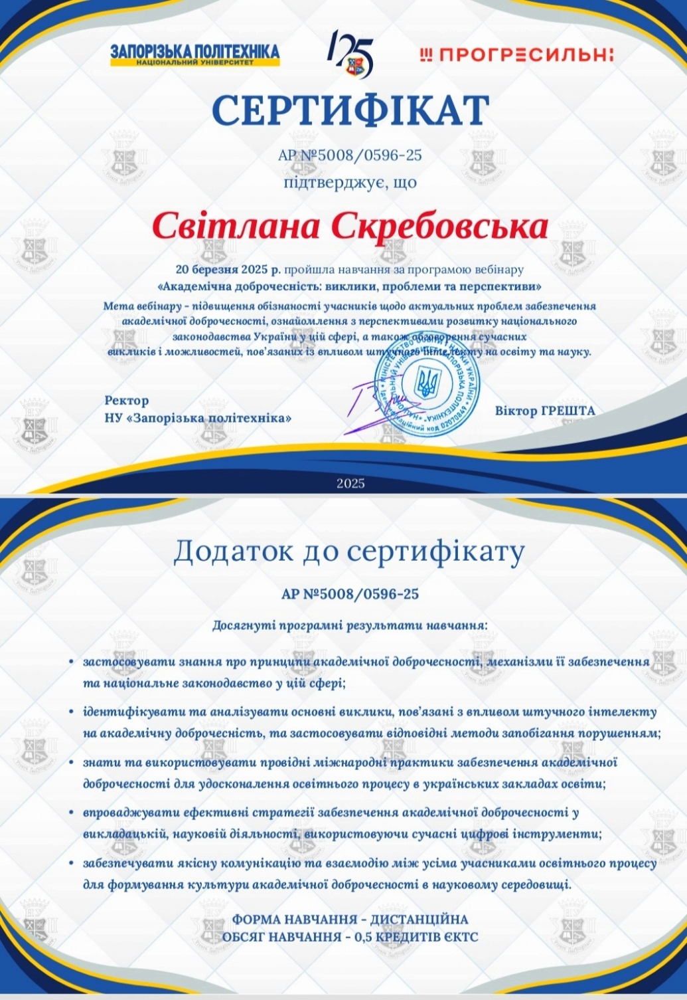 ЗАПОРІЗЬКА ПОЛІТЕХНІКА
НАЦІОНАЛЬНИЙ УНІВЕРСИТЕТ
125
!!! ПРОГРЕСИЛЬНІ
СЕРТИФІКАТ
АР №5008/0596-25
підтверджує, що
Світлана Скребовська
20 березня 2025 р. пройшла навчання за програмою вебінару
«Академічна доброчесність: виклики, проблеми та перспективи»
Мета вебінару - підвищення обізнаності учасників щодо актуальних проблем забезпечення
академічної доброчесності, ознайомлення з перспективами розвитку національного
законодавства України у цій сфері, а також обговорення сучасних
викликів і можливостей, пов’язаних із впливом штучного інтелекту на освіту та науку.
Ректор
НУ «Запорізька політехніка»
МІНІСТЕРСТВО ОСВІТИ І НАУКИ УКРАЇНИ
Ідентифікаційний код 02070849
Віктор ГРЕШТА
2025
Додаток до сертифікату
АР №5008/0596-25
Досягнуті програмні результати навчання:
• застосовувати знання про принципи академічної доброчесності, механізми її забезпечення
та національне законодавство у цій сфері;
• ідентифікувати та аналізувати основні виклики, пов’язані з впливом штучного інтелекту
на академічну доброчесність, та застосовувати відповідні методи запобігання порушенням;
• знати та використовувати провідні міжнародні практики забезпечення академічної
доброчесності для удосконалення освітнього процесу в українських закладах освіти;
• впроваджувати ефективні стратегії забезпечення академічної доброчесності у
викладацькій, науковій діяльності, використовуючи сучасні цифрові інструменти;
• забезпечувати якісну комунікацію та взаємодію між усіма учасниками освітнього процесу
для формування культури академічної доброчесності в науковому середовищі.
ФОРМА НАВЧАННЯ - ДИСТАНЦІЙНА
ОБСЯГ НАВЧАННЯ - 0,5 КРЕДИТІВ ЄКТС